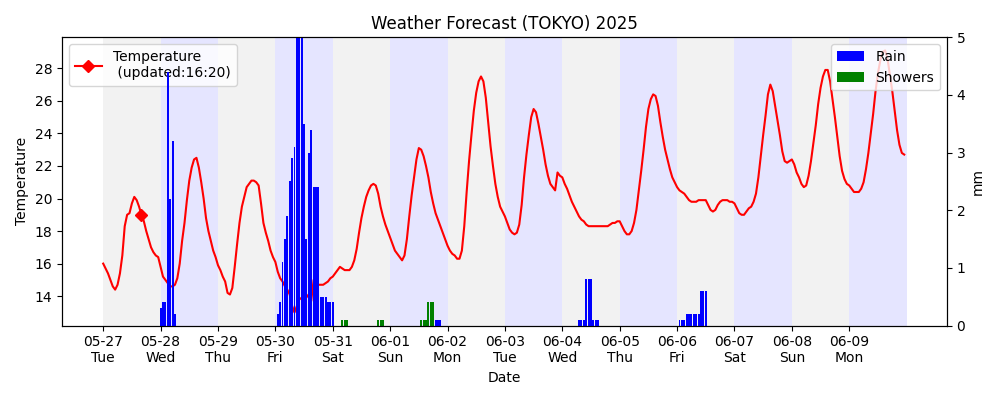 Weather Forecast (TOKYO) 2025
Temperature
(updated:16:20)
Rain
Showers
Temperature
28
26
24
22
20
18
16
14
5
4
3
2
1
0
mm
05-27 05-28 05-29 05-30 05-31 06-01 06-02 06-03 06-04 06-05 06-06 06-07 06-08 06-09
Tue Wed Thu Fri Sat Sun Mon Tue Wed Thu Fri Sat Sun Mon
Date